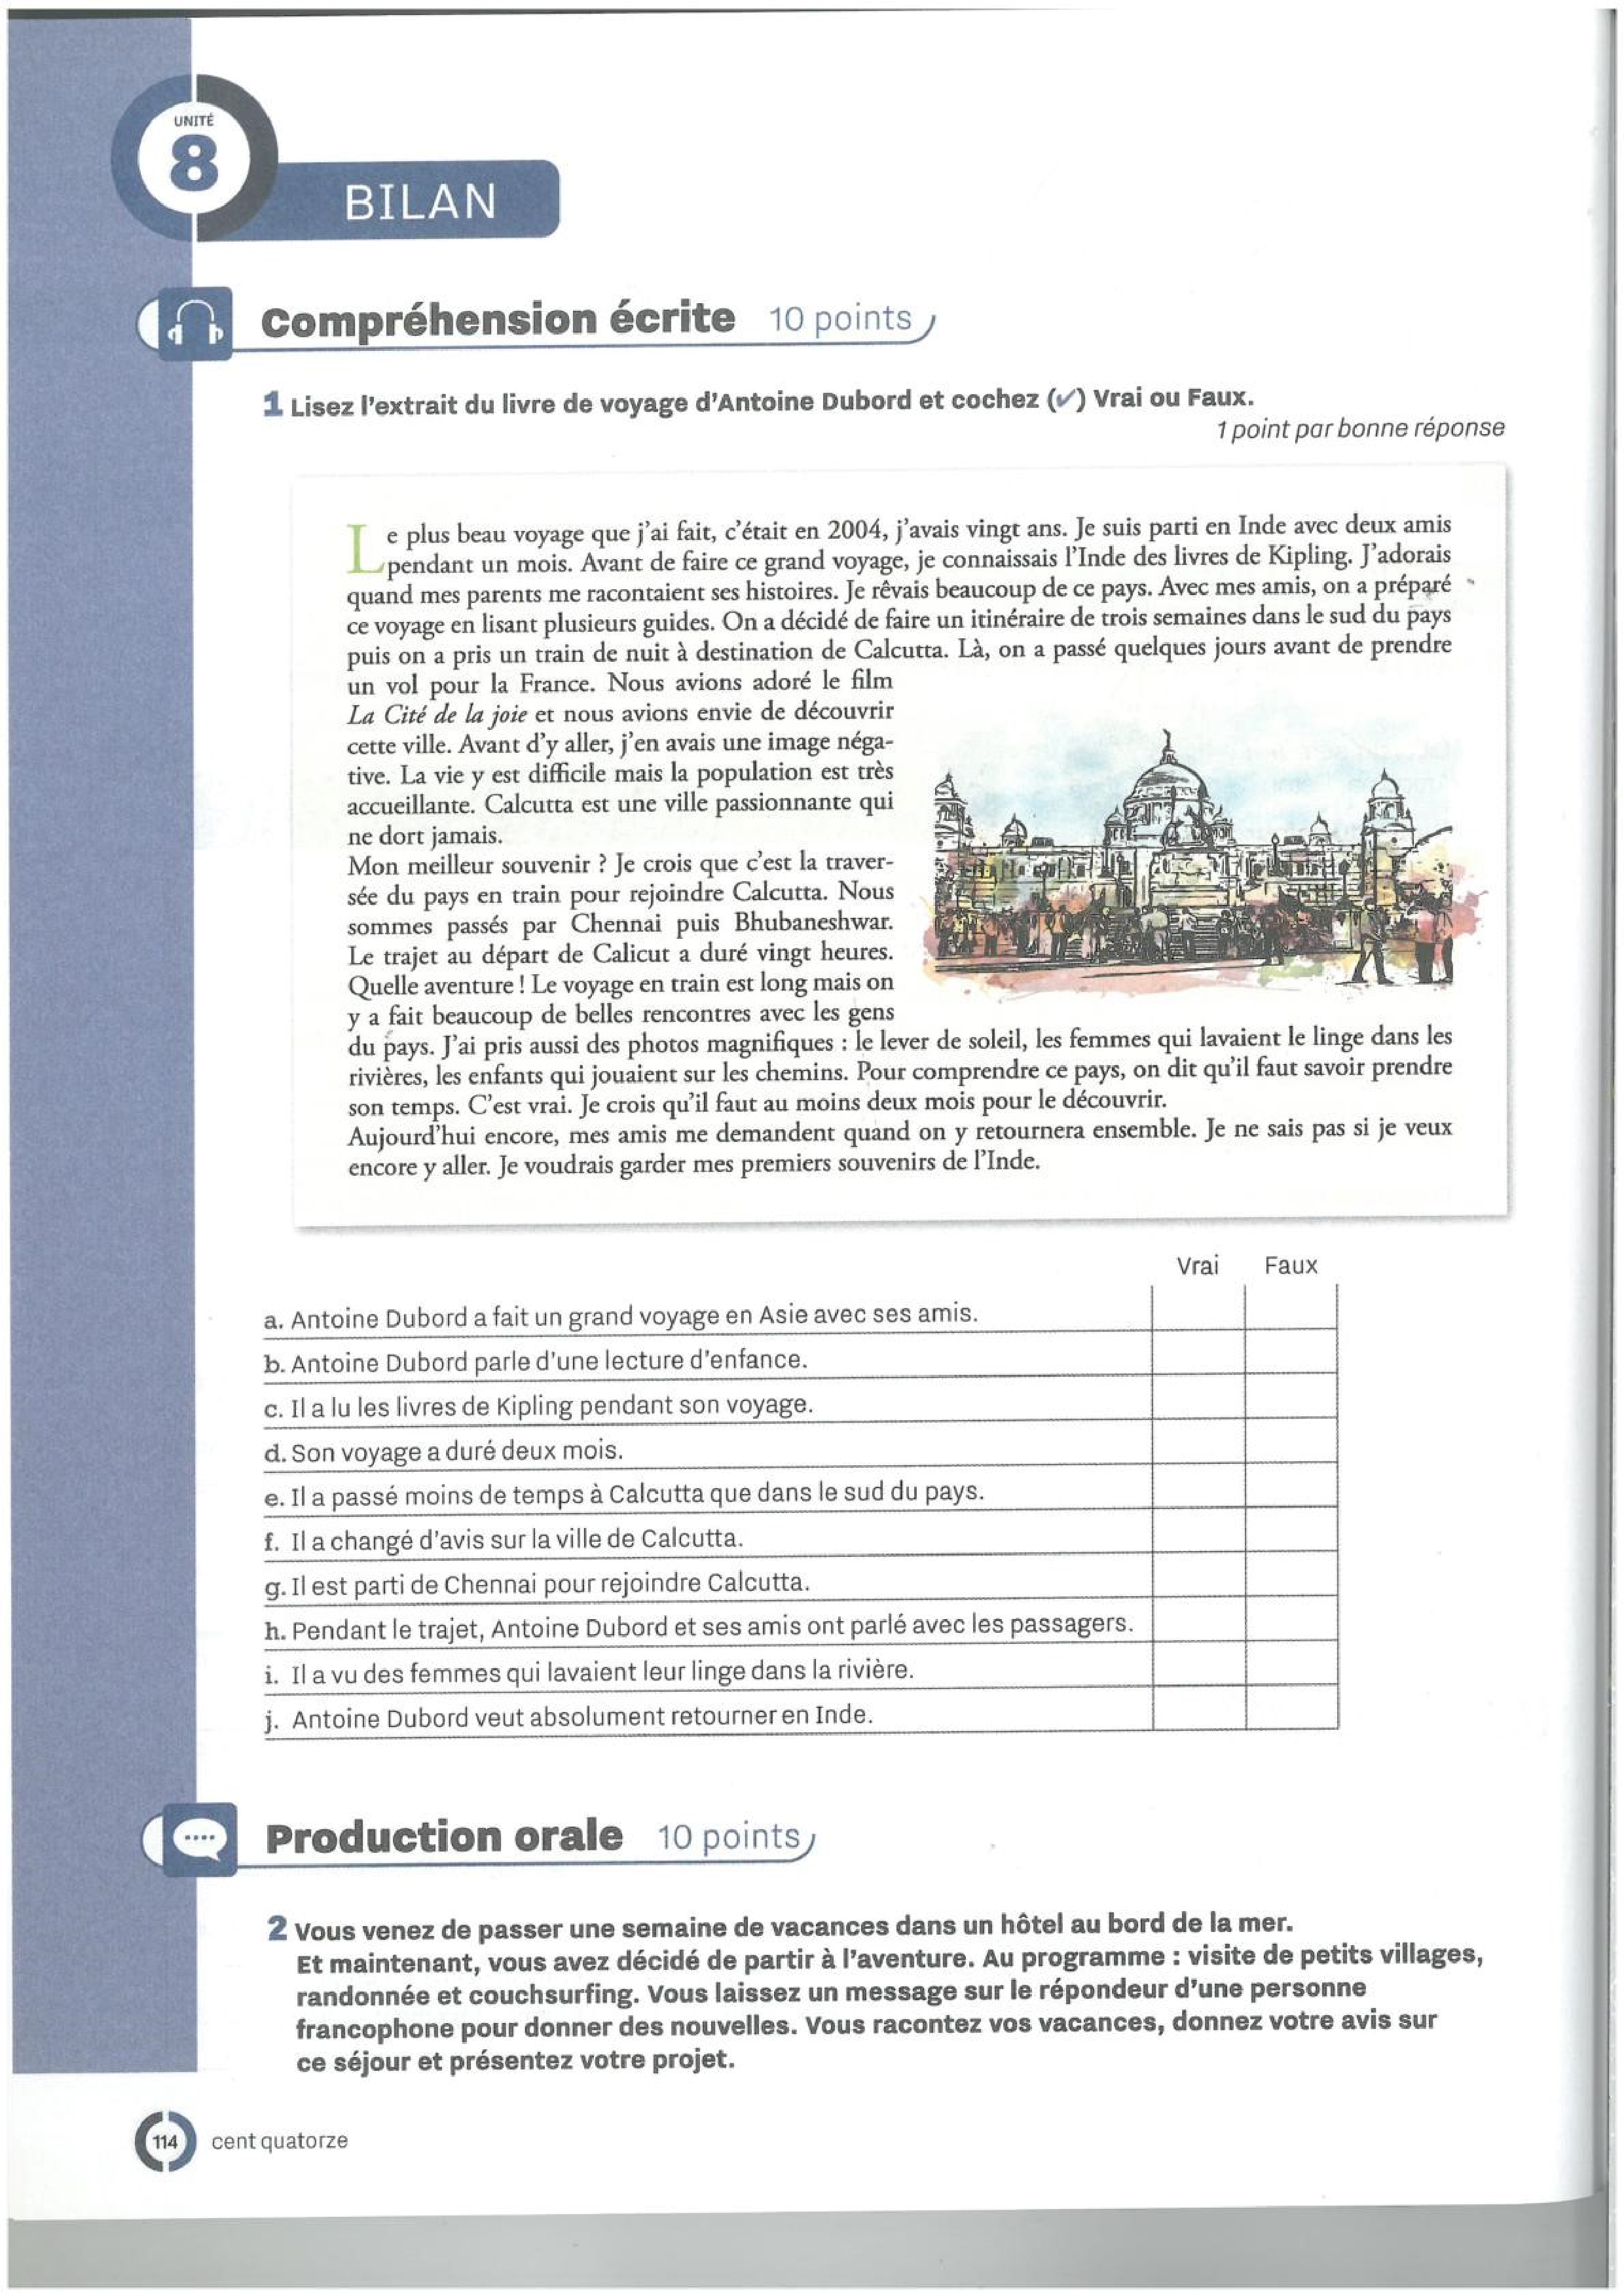 UNITÉ
8
BILAN
Compréhension écrite 10 points
1 Lisez l'extrait du livre de voyage d'Antoine Dubord et cochez (✓) Vrai ou Faux.
1 point par bonne réponse
Le plus beau voyage que j'ai fait, c'était en 2004, j'avais vingt ans. Je suis parti en Inde avec deux amis
pendant un mois. Avant de faire ce grand voyage, je connaissais l'Inde des livres de Kipling. J'adorais
quand mes parents me racontaient ses histoires. Je rêvais beaucoup de ce pays. Avec mes amis, on a préparé
ce voyage en lisant plusieurs guides. On a décidé de faire un itinéraire de trois semaines dans le sud du pays
puis on a pris un train de nuit à destination de Calcutta. Là, on a passé quelques jours avant de prendre
un vol pour la France. Nous avions adoré le film
La Cité de la joie et nous avions envie de découvrir
cette ville. Avant d'y aller, j'en avais une image néga-
tive. La vie y est difficile mais la population est très
accueillante. Calcutta est une ville passionnante qui
ne dort jamais.
Mon meilleur souvenir ? Je crois que c'est la traver-
sée du pays en train pour rejoindre Calcutta. Nous
sommes passés par Chennai puis Bhubaneshwar.
Le trajet au départ de Calicut a duré vingt heures.
Quelle aventure ! Le voyage en train est long mais on
y a fait beaucoup de belles rencontres avec les gens
du pays. J'ai pris aussi des photos magnifiques : le lever de soleil, les femmes qui lavaient le linge dans les
rivières, les enfants qui jouaient sur les chemins. Pour comprendre ce pays, on dit qu'il faut savoir prendre
son temps. C'est vrai. Je crois qu'il faut au moins deux mois pour le découvrir.
Aujourd'hui encore, mes amis me demandent quand on y retournera ensemble. Je ne sais pas si je veux
encore y aller. Je voudrais garder mes premiers souvenirs de l'Inde.
Vrai Faux
a. Antoine Dubord a fait un grand voyage en Asie avec ses amis.
b. Antoine Dubord parle d'une lecture d'enfance.
c. Il a lu les livres de Kipling pendant son voyage.
d. Son voyage a duré deux mois.
e. Il a passé moins de temps à Calcutta que dans le sud du pays.
f. Il a changé d'avis sur la ville de Calcutta.
g. Il est parti de Chennai pour rejoindre Calcutta.
h. Pendant le trajet, Antoine Dubord et ses amis ont parlé avec les passagers.
i. Il a vu des femmes qui lavaient leur linge dans la rivière.
j. Antoine Dubord veut absolument retourner en Inde.
Production orale 10 points
2 Vous venez de passer une semaine de vacances dans un hôtel au bord de la mer.
Et maintenant, vous avez décidé de partir à l'aventure. Au programme : visite de petits villages,
randonnée et couchsurfing. Vous laissez un message sur le répondeur d'une personne
francophone pour donner des nouvelles. Vous racontez vos vacances, donnez votre avis sur
ce séjour et présentez votre projet.
114 cent quatorze